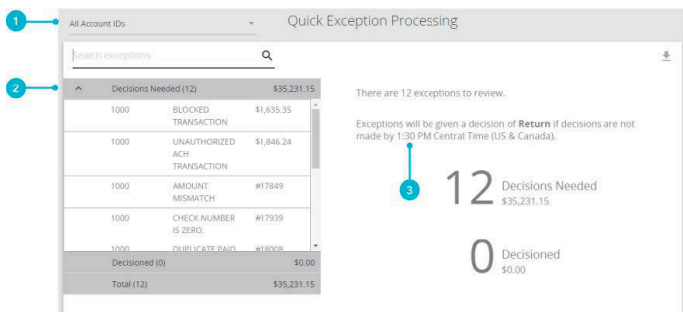 1
All Account IDs
Quick Exception Processing
Search exceptions
2
Decisions Needed (12) $35,231.15
1000 BLOCKED $1,635.35
TRANSACTION
1000 UNAUTHORIZED $1,846.24
ACH
TRANSACTION
1000 AMOUNT #17849
MISMATCH
1000 CHECK NUMBER #17939
IS ZERO.
1000 DUPLICATE PAID #18008
Decisioned (0) $0.00
Total (12) $35,231.15
There are 12 exceptions to review.
Exceptions will be given a decision of Return if decisions are not
made by 1:30 PM Central Time (US & Canada).
3
12 Decisions Needed
$35,231.15
0 Decisioned
$0.00